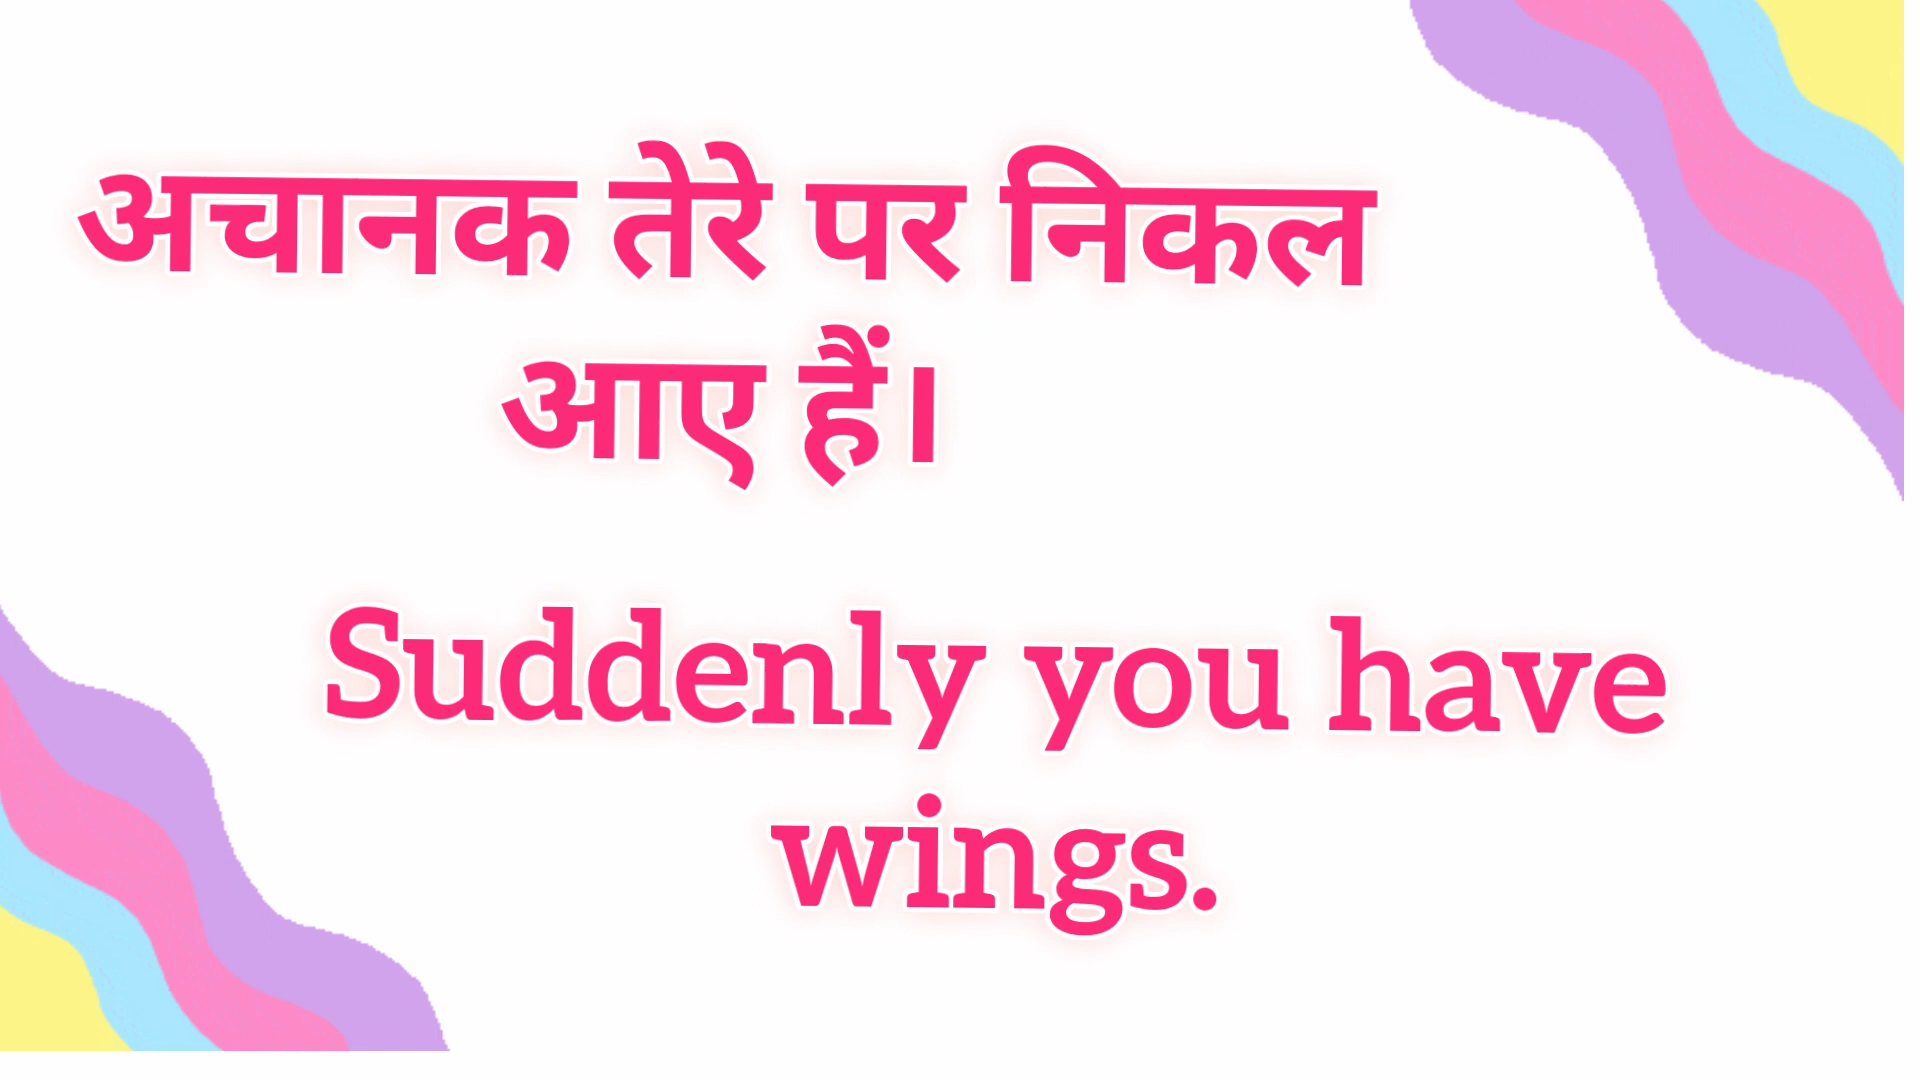 अचानक तेरे पर निकल
आए हैं।
Suddenly you have
wings.